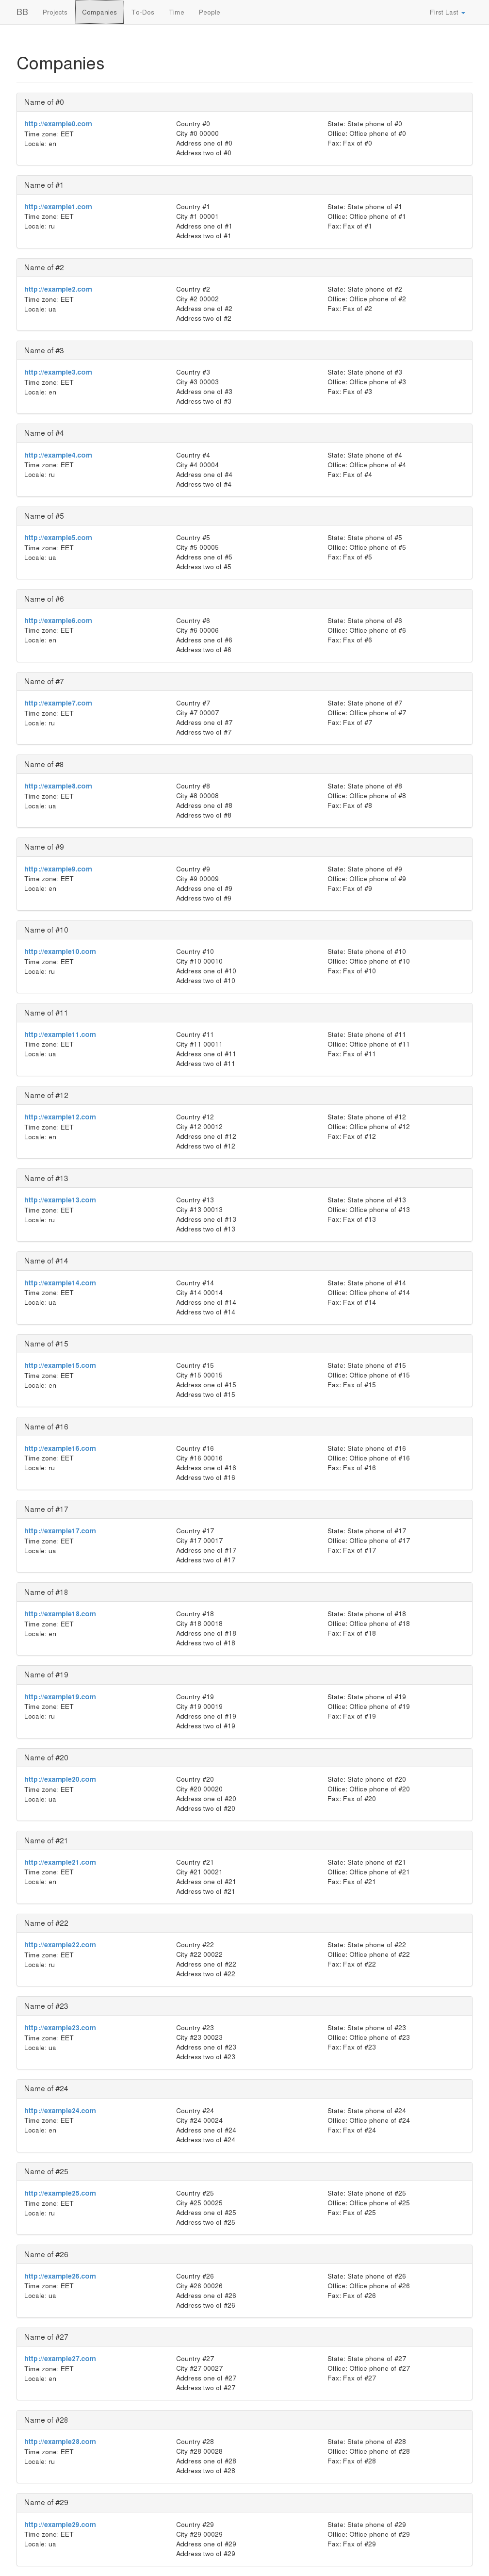 BB Projects Companies To-Dos Time People First Last
Companies
Name of #0
http://example0.com Country #0 State: State phone of #0
Time zone: EET City #0 00000 Office: Office phone of #0
Locale: en Address one of #0 Fax: Fax of #0
Address two of #0
Name of #1
http://example1.com Country #1 State: State phone of #1
Time zone: EET City #1 00001 Office: Office phone of #1
Locale: ru Address one of #1 Fax: Fax of #1
Address two of #1
Name of #2
http://example2.com Country #2 State: State phone of #2
Time zone: EET City #2 00002 Office: Office phone of #2
Locale: ua Address one of #2 Fax: Fax of #2
Address two of #2
Name of #3
http://example3.com Country #3 State: State phone of #3
Time zone: EET City #3 00003 Office: Office phone of #3
Locale: en Address one of #3 Fax: Fax of #3
Address two of #3
Name of #4
http://example4.com Country #4 State: State phone of #4
Time zone: EET City #4 00004 Office: Office phone of #4
Locale: ru Address one of #4 Fax: Fax of #4
Address two of #4
Name of #5
http://example5.com Country #5 State: State phone of #5
Time zone: EET City #5 00005 Office: Office phone of #5
Locale: ua Address one of #5 Fax: Fax of #5
Address two of #5
Name of #6
http://example6.com Country #6 State: State phone of #6
Time zone: EET City #6 00006 Office: Office phone of #6
Locale: en Address one of #6 Fax: Fax of #6
Address two of #6
Name of #7
http://example7.com Country #7 State: State phone of #7
Time zone: EET City #7 00007 Office: Office phone of #7
Locale: ru Address one of #7 Fax: Fax of #7
Address two of #7
Name of #8
http://example8.com Country #8 State: State phone of #8
Time zone: EET City #8 00008 Office: Office phone of #8
Locale: ua Address one of #8 Fax: Fax of #8
Address two of #8
Name of #9
http://example9.com Country #9 State: State phone of #9
Time zone: EET City #9 00009 Office: Office phone of #9
Locale: en Address one of #9 Fax: Fax of #9
Address two of #9
Name of #10
http://example10.com Country #10 State: State phone of #10
Time zone: EET City #10 00010 Office: Office phone of #10
Locale: ru Address one of #10 Fax: Fax of #10
Address two of #10
Name of #11
http://example11.com Country #11 State: State phone of #11
Time zone: EET City #11 00011 Office: Office phone of #11
Locale: ua Address one of #11 Fax: Fax of #11
Address two of #11
Name of #12
http://example12.com Country #12 State: State phone of #12
Time zone: EET City #12 00012 Office: Office phone of #12
Locale: en Address one of #12 Fax: Fax of #12
Address two of #12
Name of #13
http://example13.com Country #13 State: State phone of #13
Time zone: EET City #13 00013 Office: Office phone of #13
Locale: ru Address one of #13 Fax: Fax of #13
Address two of #13
Name of #14
http://example14.com Country #14 State: State phone of #14
Time zone: EET City #14 00014 Office: Office phone of #14
Locale: ua Address one of #14 Fax: Fax of #14
Address two of #14
Name of #15
http://example15.com Country #15 State: State phone of #15
Time zone: EET City #15 00015 Office: Office phone of #15
Locale: en Address one of #15 Fax: Fax of #15
Address two of #15
Name of #16
http://example16.com Country #16 State: State phone of #16
Time zone: EET City #16 00016 Office: Office phone of #16
Locale: ru Address one of #16 Fax: Fax of #16
Address two of #16
Name of #17
http://example17.com Country #17 State: State phone of #17
Time zone: EET City #17 00017 Office: Office phone of #17
Locale: ua Address one of #17 Fax: Fax of #17
Address two of #17
Name of #18
http://example18.com Country #18 State: State phone of #18
Time zone: EET City #18 00018 Office: Office phone of #18
Locale: en Address one of #18 Fax: Fax of #18
Address two of #18
Name of #19
http://example19.com Country #19 State: State phone of #19
Time zone: EET City #19 00019 Office: Office phone of #19
Locale: ru Address one of #19 Fax: Fax of #19
Address two of #19
Name of #20
http://example20.com Country #20 State: State phone of #20
Time zone: EET City #20 00020 Office: Office phone of #20
Locale: ua Address one of #20 Fax: Fax of #20
Address two of #20
Name of #21
http://example21.com Country #21 State: State phone of #21
Time zone: EET City #21 00021 Office: Office phone of #21
Locale: en Address one of #21 Fax: Fax of #21
Address two of #21
Name of #22
http://example22.com Country #22 State: State phone of #22
Time zone: EET City #22 00022 Office: Office phone of #22
Locale: ru Address one of #22 Fax: Fax of #22
Address two of #22
Name of #23
http://example23.com Country #23 State: State phone of #23
Time zone: EET City #23 00023 Office: Office phone of #23
Locale: ua Address one of #23 Fax: Fax of #23
Address two of #23
Name of #24
http://example24.com Country #24 State: State phone of #24
Time zone: EET City #24 00024 Office: Office phone of #24
Locale: en Address one of #24 Fax: Fax of #24
Address two of #24
Name of #25
http://example25.com Country #25 State: State phone of #25
Time zone: EET City #25 00025 Office: Office phone of #25
Locale: ru Address one of #25 Fax: Fax of #25
Address two of #25
Name of #26
http://example26.com Country #26 State: State phone of #26
Time zone: EET City #26 00026 Office: Office phone of #26
Locale: ua Address one of #26 Fax: Fax of #26
Address two of #26
Name of #27
http://example27.com Country #27 State: State phone of #27
Time zone: EET City #27 00027 Office: Office phone of #27
Locale: en Address one of #27 Fax: Fax of #27
Address two of #27
Name of #28
http://example28.com Country #28 State: State phone of #28
Time zone: EET City #28 00028 Office: Office phone of #28
Locale: ru Address one of #28 Fax: Fax of #28
Address two of #28
Name of #29
http://example29.com Country #29 State: State phone of #29
Time zone: EET City #29 00029 Office: Office phone of #29
Locale: ua Address one of #29 Fax: Fax of #29
Address two of #29